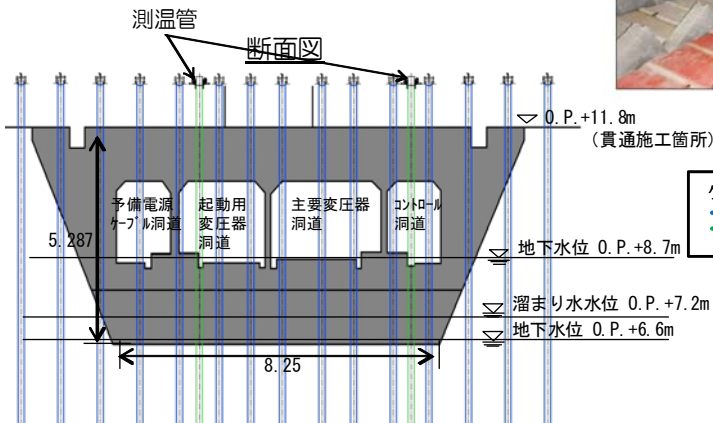 測温管
断面図
O.P.+11.8m
(貫通施工箇所)
予備電源
ケーブル洞道
起動用
変圧器
洞道
主要変圧器
洞道
コントロール
洞道
5.287
地下水位 O.P.+8.7m
溜まり水水位 O.P.+7.2m
地下水位 O.P.+6.6m
8.25